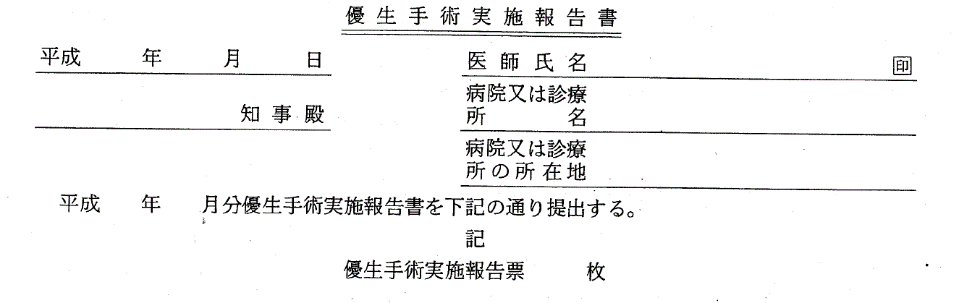 優生手術実施報告書
平成　年　月　日
知事殿
医師氏名　印
病院又は診療
所名
病院又は診療
所の所在地
平成　年　月分優生手術実施報告書を下記の通り提出する。
記
優生手術実施報告票　枚